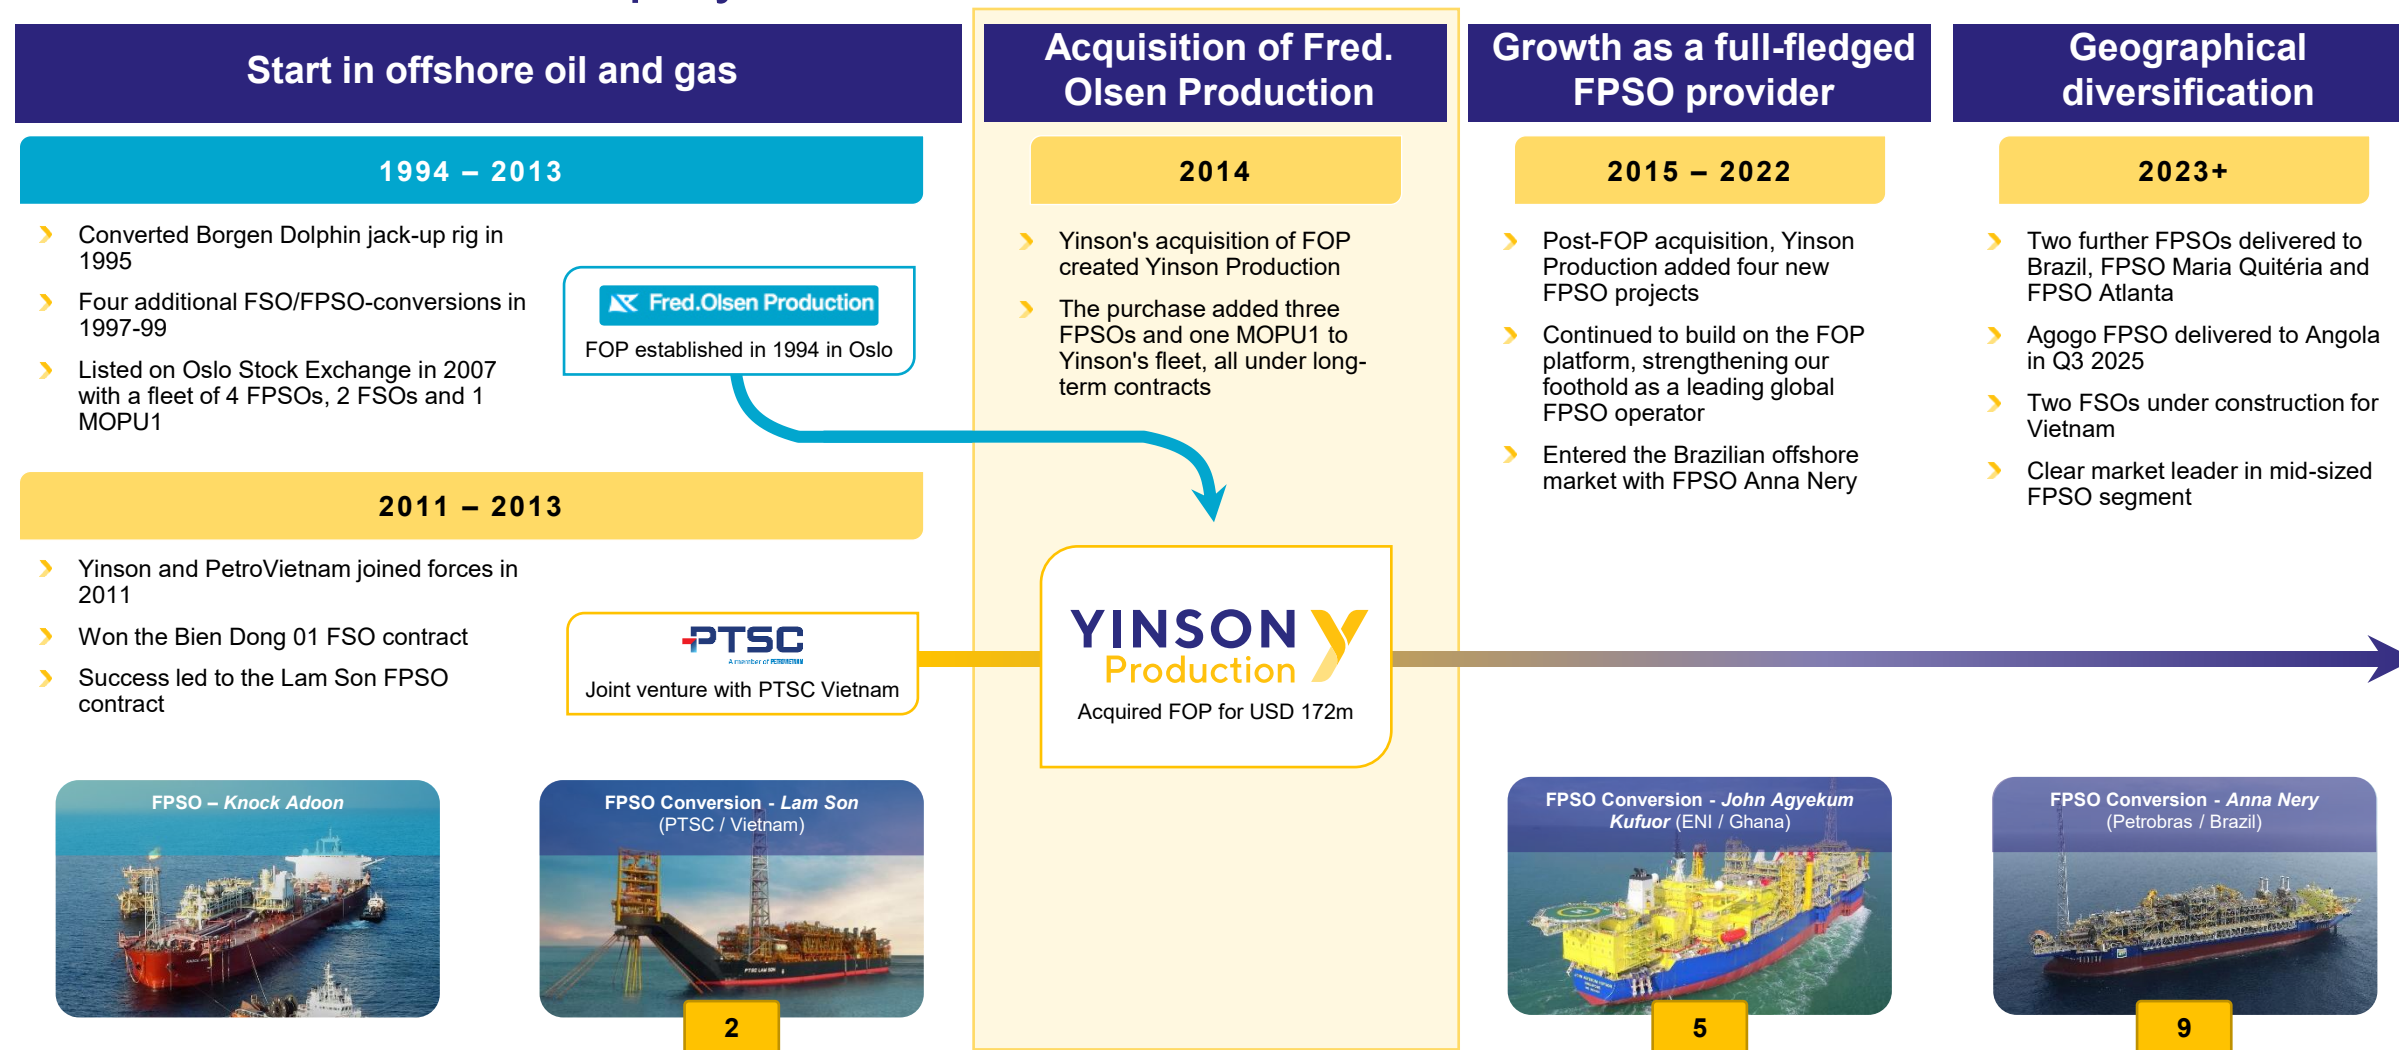 Start in offshore oil and gas
1994 – 2013
Converted Borgen Dolphin jack-up rig in
1995
Four additional FSO/FPSO-conversions in
1997-99
Listed on Oslo Stock Exchange in 2007
with a fleet of 4 FPSOs, 2 FSOs and 1
MOPU1
Fred.Olsen Production
FOP established in 1994 in Oslo
2011 – 2013
Yinson and PetroVietnam joined forces in
2011
Won the Bien Dong 01 FSO contract
Success led to the Lam Son FPSO
contract
PTSC
A member of PETROVIETNAM
Joint venture with PTSC Vietnam
FPSO – Knock Adoon
FPSO Conversion - Lam Son
(PTSC / Vietnam)
PTSC LAM SON
2
Acquisition of Fred.
Olsen Production
2014
Yinson's acquisition of FOP
created Yinson Production
The purchase added three
FPSOs and one MOPU1 to
Yinson's fleet, all under long-
term contracts
YINSON
Production
Acquired FOP for USD 172m
Growth as a full-fledged
FPSO provider
2015 – 2022
Post-FOP acquisition, Yinson
Production added four new
FPSO projects
Continued to build on the FOP
platform, strengthening our
foothold as a leading global
FPSO operator
Entered the Brazilian offshore
market with FPSO Anna Nery
FPSO Conversion - John Agyekum
Kufuor (ENI / Ghana)
5
Geographical
diversification
2023+
Two further FPSOs delivered to
Brazil, FPSO Maria Quitéria and
FPSO Atlanta
Agogo FPSO delivered to Angola
in Q3 2025
Two FSOs under construction for
Vietnam
Clear market leader in mid-sized
FPSO segment
FPSO Conversion - Anna Nery
(Petrobras / Brazil)
9